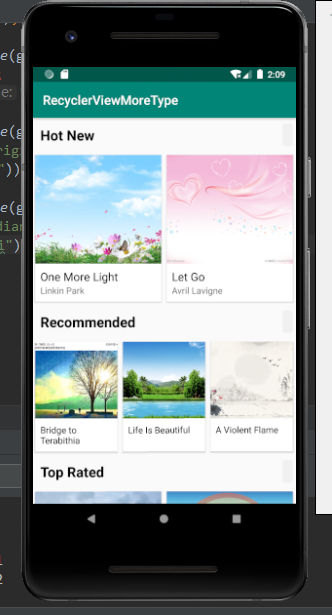 2:09
RecyclerViewMoreType
Hot New
One More Light
Linkin Park
Let Go
Avril Lavigne
Recommended
Bridge to
Terabithia
Life Is Beautiful
A Violent Flame
Top Rated